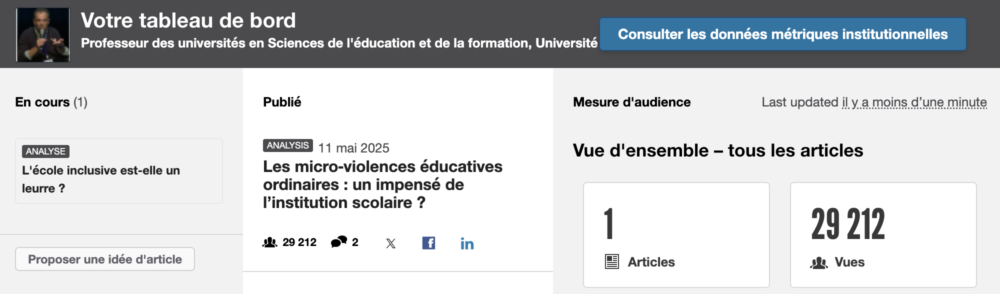 Votre tableau de bord
Professeur des universités en Sciences de l'éducation et de la formation, Université
Consulter les données métriques institutionnelles
En cours (1)
ANALYSE
L'école inclusive est-elle un
leurre ?
Proposer une idée d'article
Publié
ANALYSIS 11 mai 2025
Les micro-violences éducatives
ordinaires : un impensé de
l’institution scolaire ?
29 212 2
Mesure d'audience
Last updated il y a moins d’une minute
Vue d'ensemble – tous les articles
1
Articles
29 212
Vues